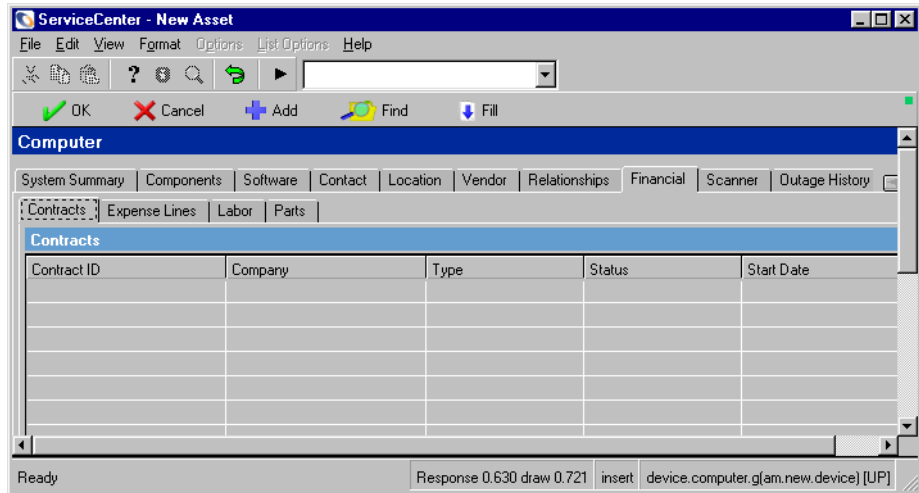 ServiceCenter - New Asset
File Edit View Format Options List Options Help
?
OK Cancel Add Find Fill
Computer
System Summary Components Software Contact Location Vendor Relationships Financial Scanner Outage History
Contracts Expense Lines Labor Parts
Contracts
Contract ID Company Type Status Start Date
Ready Response 0.630 draw 0.721 insert device.computer.g(am.new.device) [UP]